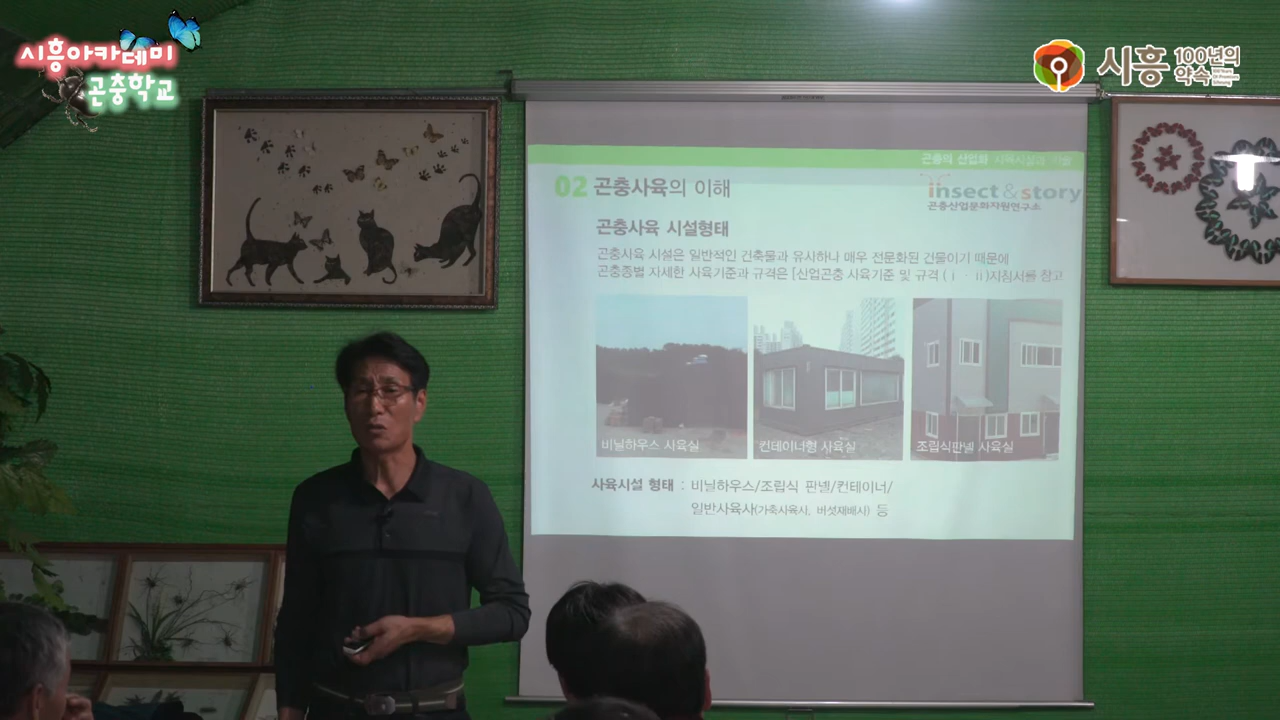 시흥아카데미
곤충학교
시흥 100년의 약속
곤충의 산업화 사육시설과 기술
insect & story
곤충산업문화자원연구소
02 곤충사육의 이해
곤충사육 시설형태
곤충사육 시설은 일반적인 건축물과 유사하나 매우 전문화된 건물이기 때문에
곤충종별 자세한 사육기준과 규격은 [산업곤충 사육기준 및 규격 (ⅰ - ⅱ)지침서를 참고
비닐하우스 사육실
컨테이너형 사육실
조립식판넬 사육실
사육시설 형태 : 비닐하우스/조립식 판넬/컨테이너/
일반사육사(가축사육사, 버섯재배사) 등